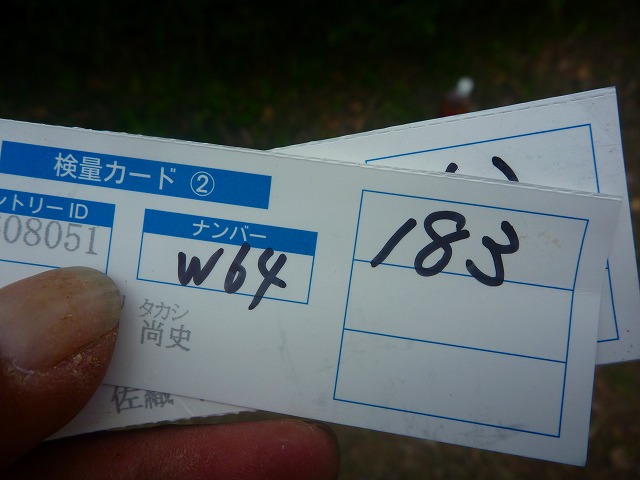 検量カード ②
ントリーID
08051
ナンバー
W64
183
タカシ
尚史
佐織